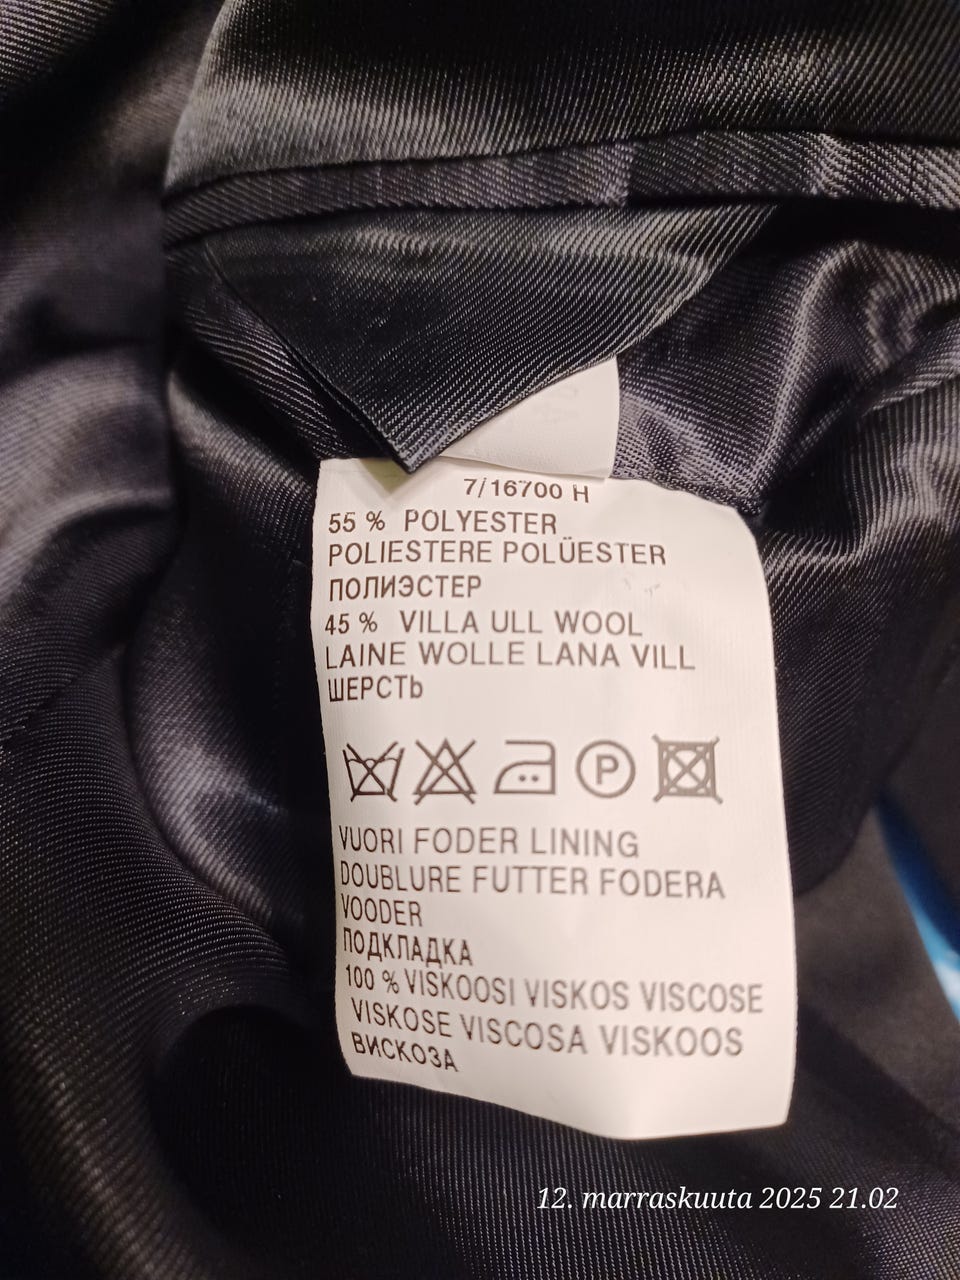 7/16700 H
55 % POLYESTER
POLIESTERE POLÜESTER
ПОЛИЭСТЕР
45 % VILLA ULL WOOL
LAINE WOLLE LANA VILL
ШЕРСТЬ
P
VUORI FODER LINING
DOUBLURE FUTTER FODERA
VOODER
ПОДКЛАДКА
100 % VISKOOSI VISKOS VISCOSE
VISKOSE VISCOSA VISKOOS
ВИСКОЗА
12. marraskuuta 2025 21.02